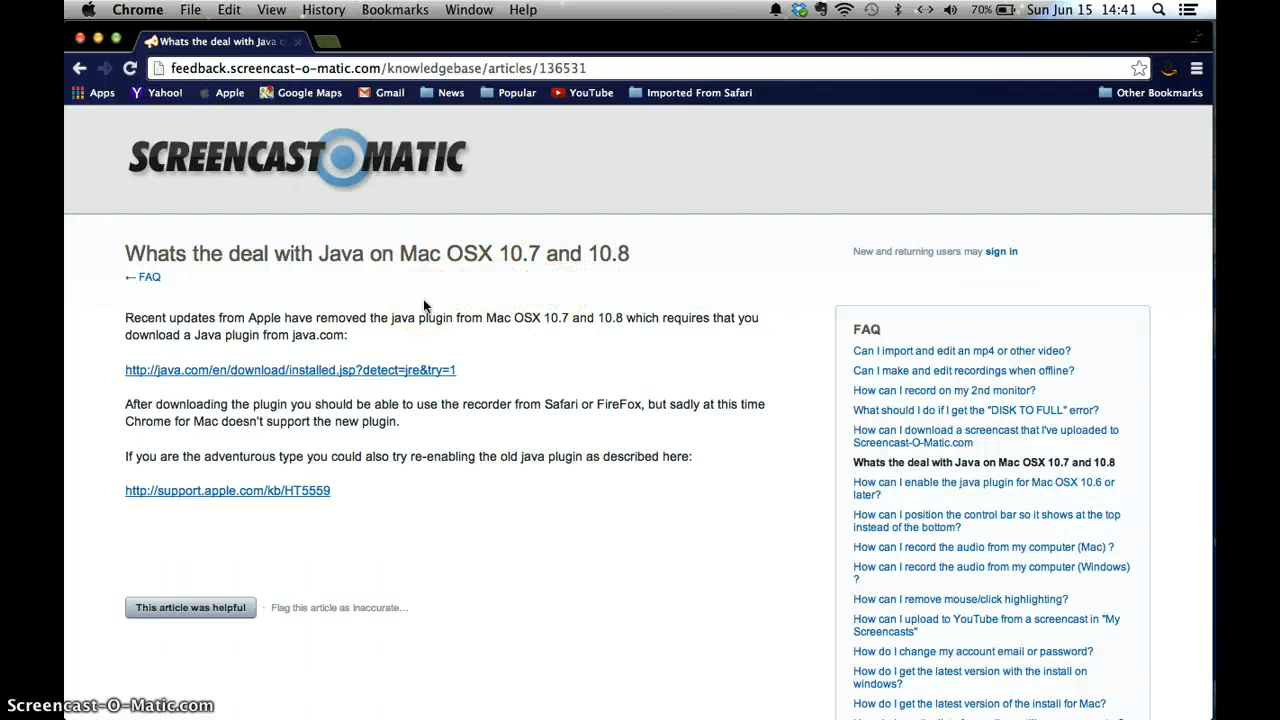 Chrome File Edit View History Bookmarks Window Help 70% Sun Jun 15 14:41
Whats the deal with Java o
feedback.screencast-o-matic.com/knowledgebase/articles/136531
Apps Yahoo! Apple Google Maps Gmail News Popular YouTube Imported From Safari Other Bookmarks
SCREENCAST O MATIC
Whats the deal with Java on Mac OSX 10.7 and 10.8
New and returning users may sign in
← FAQ
Recent updates from Apple have removed the java plugin from Mac OSX 10.7 and 10.8 which requires that you
download a Java plugin from java.com:
http://java.com/en/download/installed.jsp?detect=jre&try=1
After downloading the plugin you should be able to use the recorder from Safari or FireFox, but sadly at this time
Chrome for Mac doesn't support the new plugin.
If you are the adventurous type you could also try re-enabling the old java plugin as described here:
http://support.apple.com/kb/HT5559
This article was helpful · Flag this article as inaccurate...
FAQ
Can I import and edit an mp4 or other video?
Can I make and edit recordings when offline?
How can I record on my 2nd monitor?
What should I do if I get the "DISK TO FULL" error?
How can I download a screencast that I've uploaded to
Screencast-O-Matic.com
Whats the deal with Java on Mac OSX 10.7 and 10.8
How can I enable the java plugin for Mac OSX 10.6 or
later?
How can I position the control bar so it shows at the top
instead of the bottom?
How can I record the audio from my computer (Mac) ?
How can I record the audio from my computer (Windows)
?
How can I remove mouse/click highlighting?
How can I upload to YouTube from a screencast in "My
Screencasts"
How do I change my account email or password?
How do I get the latest version with the install on
windows?
How do I get the latest version of the install for Mac?
Screencast-O-Matic.com